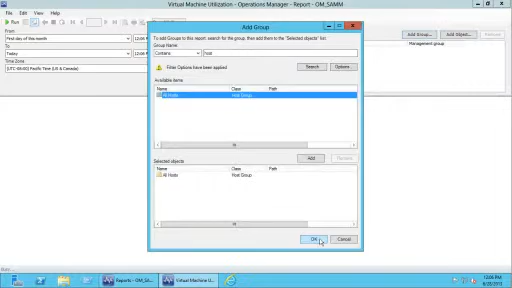 Virtual Machine Utilization - Operations Manager - Report - OM_SAMM
File Edit View Help
Run
From
First day of this month
12:06 P
To
Today
12:06 P
Time Zone
(UTC-08:00) Pacific Time (US & Canada)
Add Group...
Add Object...
Remove
Management group
Add Group
To add Groups to this report: search for the group, then add them to the "Selected objects" list.
Group Name:
Contains
host
Filter Options have been applied
Search
Options...
Available items
Name Class Path
All Hosts Host Group...
Add
Remove
Selected objects
Name Class Path
All Hosts Host Group
OK
Cancel
Reports - OM_SA...
Virtual Machine U...
12:06 PM